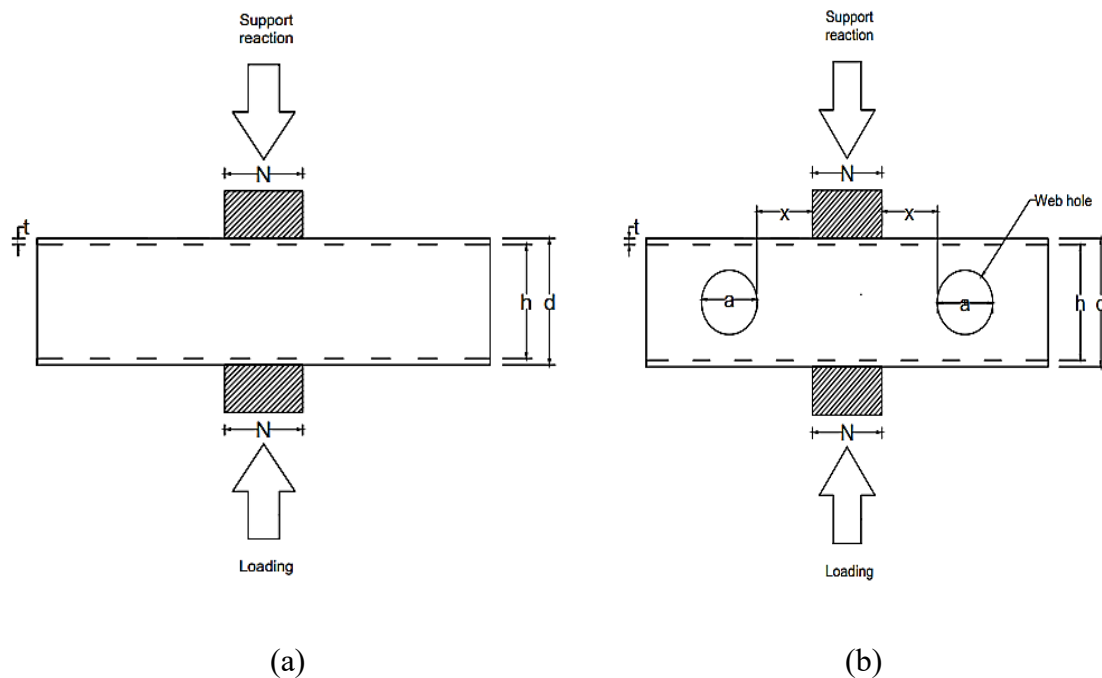 Support
reaction
N
t
h
d
N
Loading
(a)
Support
reaction
N
x
x
Web hole
t
a
a
h
d
N
Loading
(b)